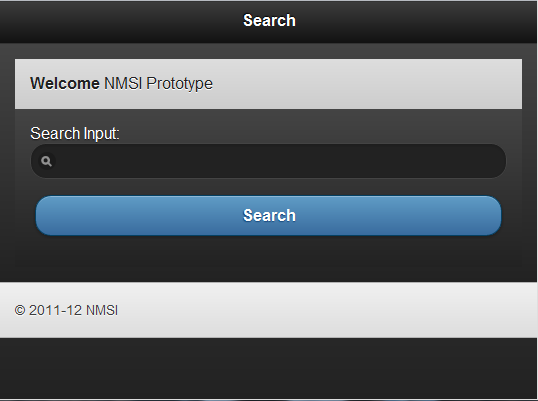 Search
Welcome NMSI Prototype
Search Input:
Search
© 2011-12 NMSI